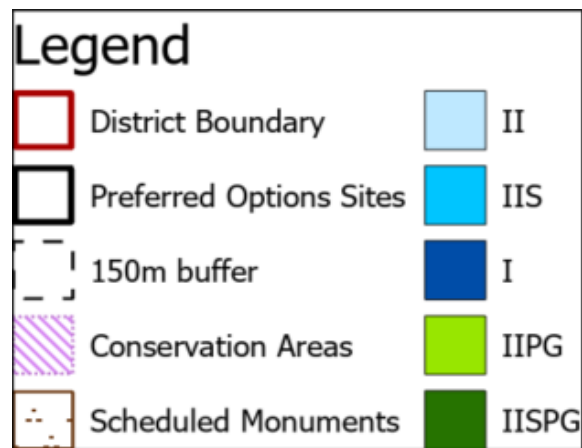 Legend
District Boundary
II
Preferred Options Sites
IIS
150m buffer
I
Conservation Areas
IIPG
Scheduled Monuments
IISPG